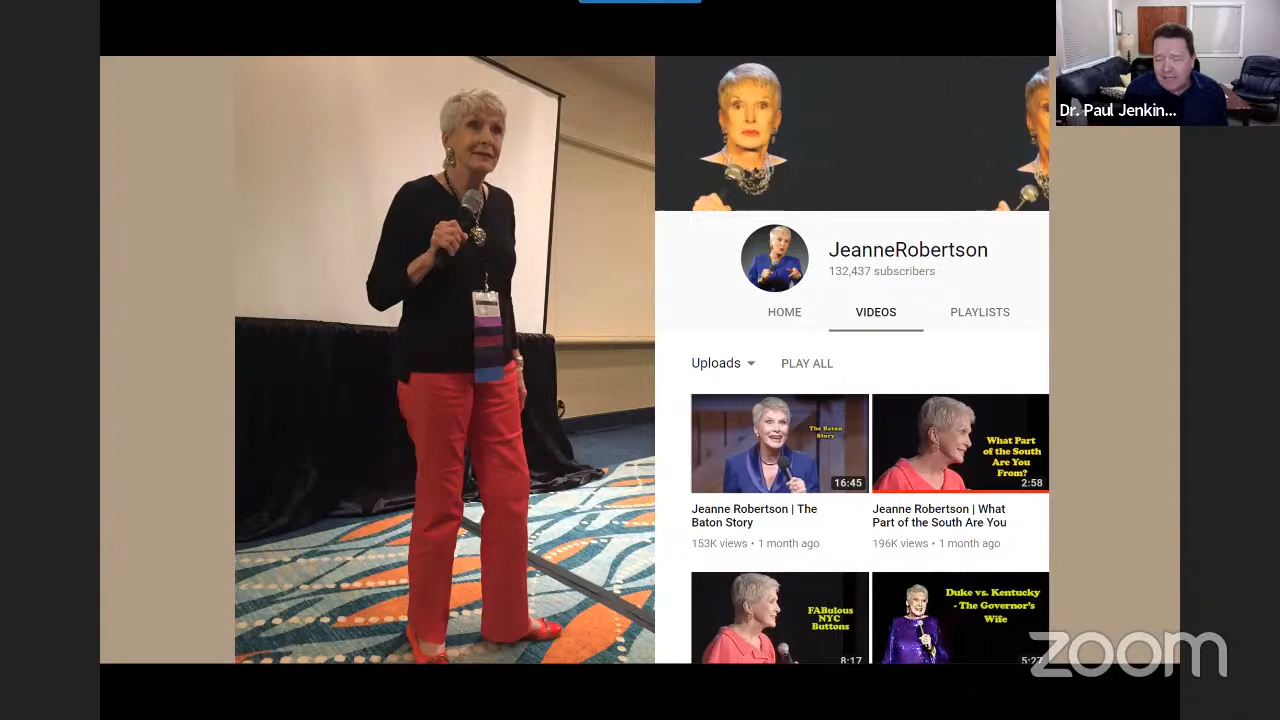 Dr. Paul Jenkin...
JeanneRobertson
132,437 subscribers
HOME
VIDEOS
PLAYLISTS
Uploads
PLAY ALL
The Baton
Story
16:45
What Part
of the South
Are You
From?
2:58
Jeanne Robertson | The
Baton Story
153K views • 1 month ago
Jeanne Robertson | What
Part of the South Are You
196K views • 1 month ago
FABulous
NYC
Buttons
8:17
Duke vs. Kentucky
- The Governor's
Wife
5:27
zoom